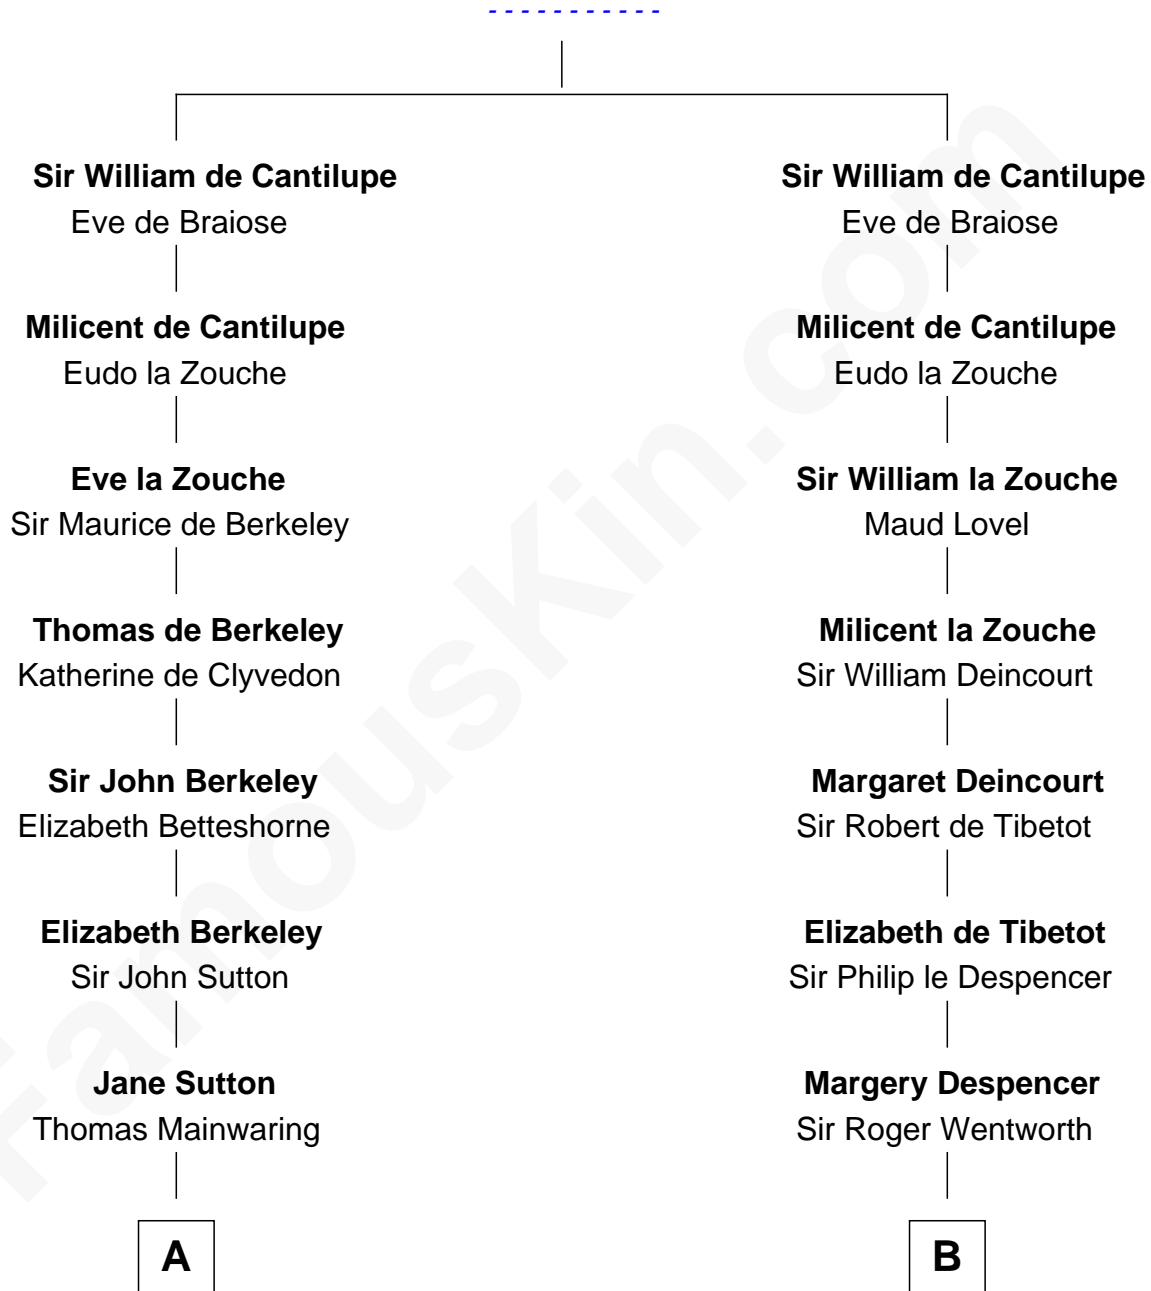 - - - - - - - - - - -
Sir William de Cantilupe
Eve de Braiose
Milicent de Cantilupe
Eudo la Zouche
Eve la Zouche
Sir Maurice de Berkeley
Thomas de Berkeley
Katherine de Clyvedon
Sir John Berkeley
Elizabeth Betteshorne
Elizabeth Berkeley
Sir John Sutton
Jane Sutton
Thomas Mainwaring
A
Sir William de Cantilupe
Eve de Braiose
Milicent de Cantilupe
Eudo la Zouche
Sir William la Zouche
Maud Lovel
Milicent la Zouche
Sir William Deincourt
Margaret Deincourt
Sir Robert de Tibetot
Elizabeth de Tibetot
Sir Philip le Despencer
Margery Despencer
Sir Roger Wentworth
B
FamousKin.com